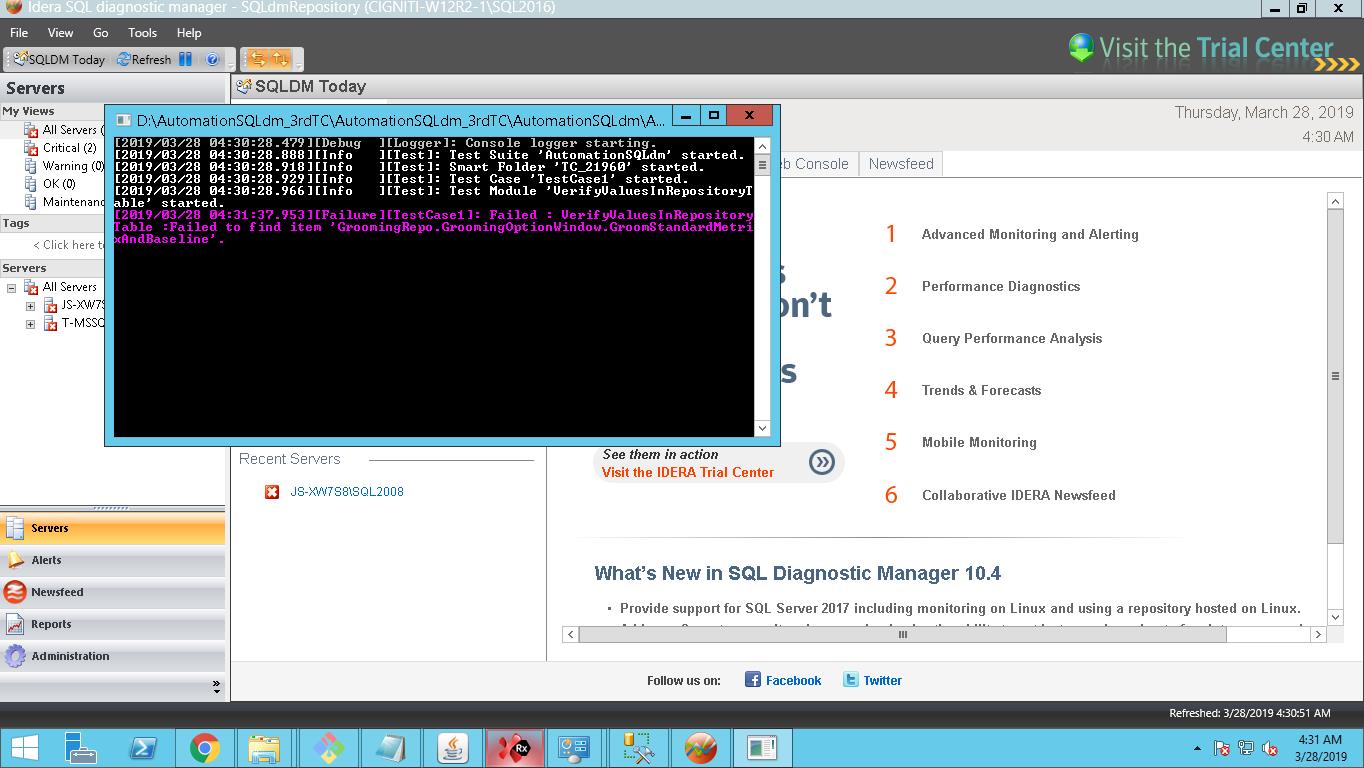 Idera SQL diagnostic manager - SQLdmRepository (CIGNITI-W12R2-1\SQL2016)
File View Go Tools Help
Visit the Trial Center
SQLDM Today Refresh
Servers
SQLDM Today
My Views
Thursday, March 28, 2019
4:30 AM
D:\AutomationSQLdm_3rdTC\AutomationSQLdm_3rdTC\AutomationSQLdm\A...
[2019/03/28 04:30:28.479][Debug ][Logger]: Console logger starting.
[2019/03/28 04:30:28.888][Info ][Test]: Test Suite 'AutomationSQLdm' started.
[2019/03/28 04:30:28.918][Info ][Test]: Smart Folder 'TC_21960' started.
[2019/03/28 04:30:28.929][Info ][Test]: Test Case 'TestCase1' started.
[2019/03/28 04:30:28.966][Info ][Test]: Test Module 'VerifyValuesInRepositoryT
able' started.
[2019/03/28 04:31:37.953][Failure][TestCase1]: Failed : VerifyValuesInRepository
Table :Failed to find item 'GroomingRepo.GroomingOptionWindow.GroomStandardMetri
xAndBaseline'.
All Servers (
Critical (2)
Warning (0)
OK (0)
Maintenanc
Tags
< Click here t
Servers
All Servers
JS-XW7S
T-MSSQ
b Console Newsfeed
on't
s
1 Advanced Monitoring and Alerting
2 Performance Diagnostics
3 Query Performance Analysis
4 Trends & Forecasts
5 Mobile Monitoring
6 Collaborative IDERA Newsfeed
See them in action
Visit the IDERA Trial Center
Recent Servers
JS-XW7S8\SQL2008
What's New in SQL Diagnostic Manager 10.4
• Provide support for SQL Server 2017 including monitoring on Linux and using a repository hosted on Linux.
Servers
Alerts
Newsfeed
Reports
Administration
Follow us on: Facebook Twitter
Refreshed: 3/28/2019 4:30:51 AM
Rx
4:31 AM
3/28/2019